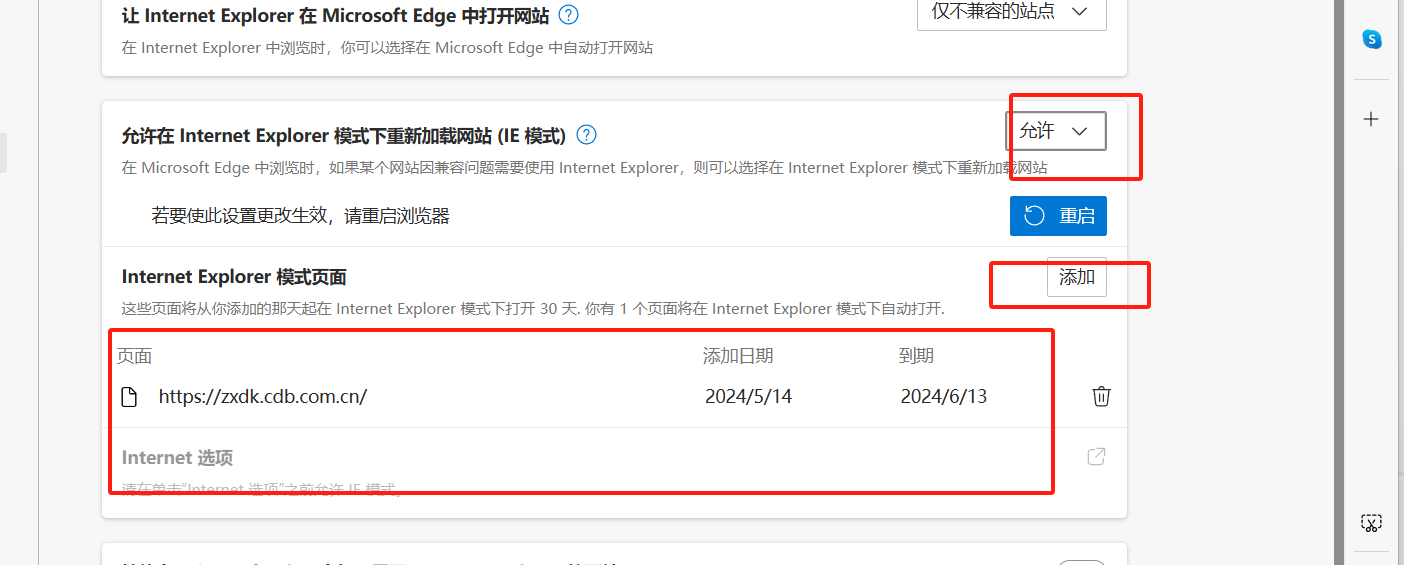 让 Internet Explorer 在 Microsoft Edge 中打开网站 ?
仅不兼容的站点
在 Internet Explorer 中浏览时，你可以选择在 Microsoft Edge 中自动打开网站
S
允许在 Internet Explorer 模式下重新加载网站 (IE 模式) ?
允许
在 Microsoft Edge 中浏览时，如果某个网站因兼容问题需要使用 Internet Explorer，则可以选择在 Internet Explorer 模式下重新加载网站
若要使此设置更改生效，请重启浏览器
重启
Internet Explorer 模式页面
添加
这些页面将从你添加的那天起在 Internet Explorer 模式下打开 30 天. 你有 1 个页面将在 Internet Explorer 模式下自动打开.
页面 添加日期 到期
https://zxdk.cdb.com.cn/ 2024/5/14 2024/6/13
Internet 选项
请在单击“Internet 选项”之前允许 IE 模式。